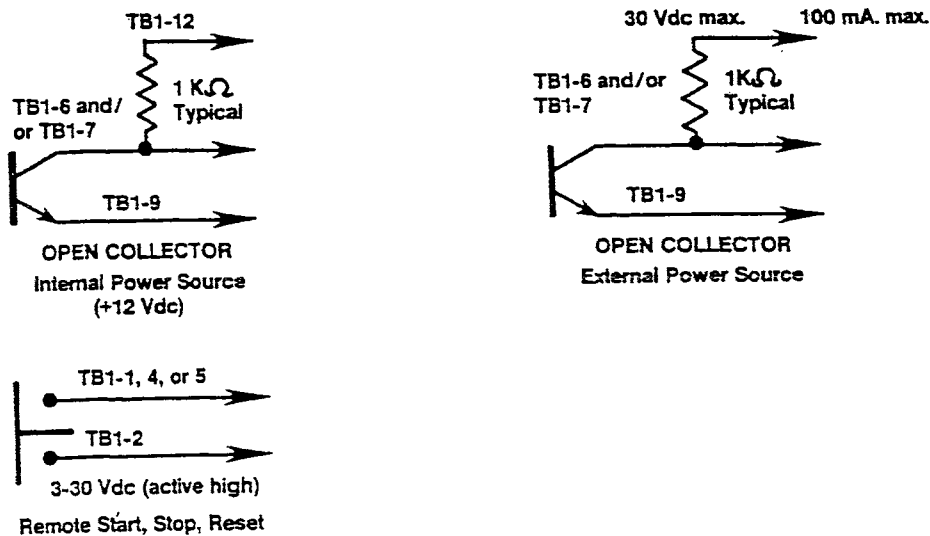 TB1-12
1 KΩ
Typical
TB1-6 and/
or TB1-7
TB1-9
OPEN COLLECTOR
Internal Power Source
(+12 Vdc)
30 Vdc max. 100 mA. max.
TB1-6 and/or
TB1-7
1KΩ
Typical
TB1-9
OPEN COLLECTOR
External Power Source
TB1-1, 4, or 5
TB1-2
3-30 Vdc (active high)
Remote Start, Stop, Reset